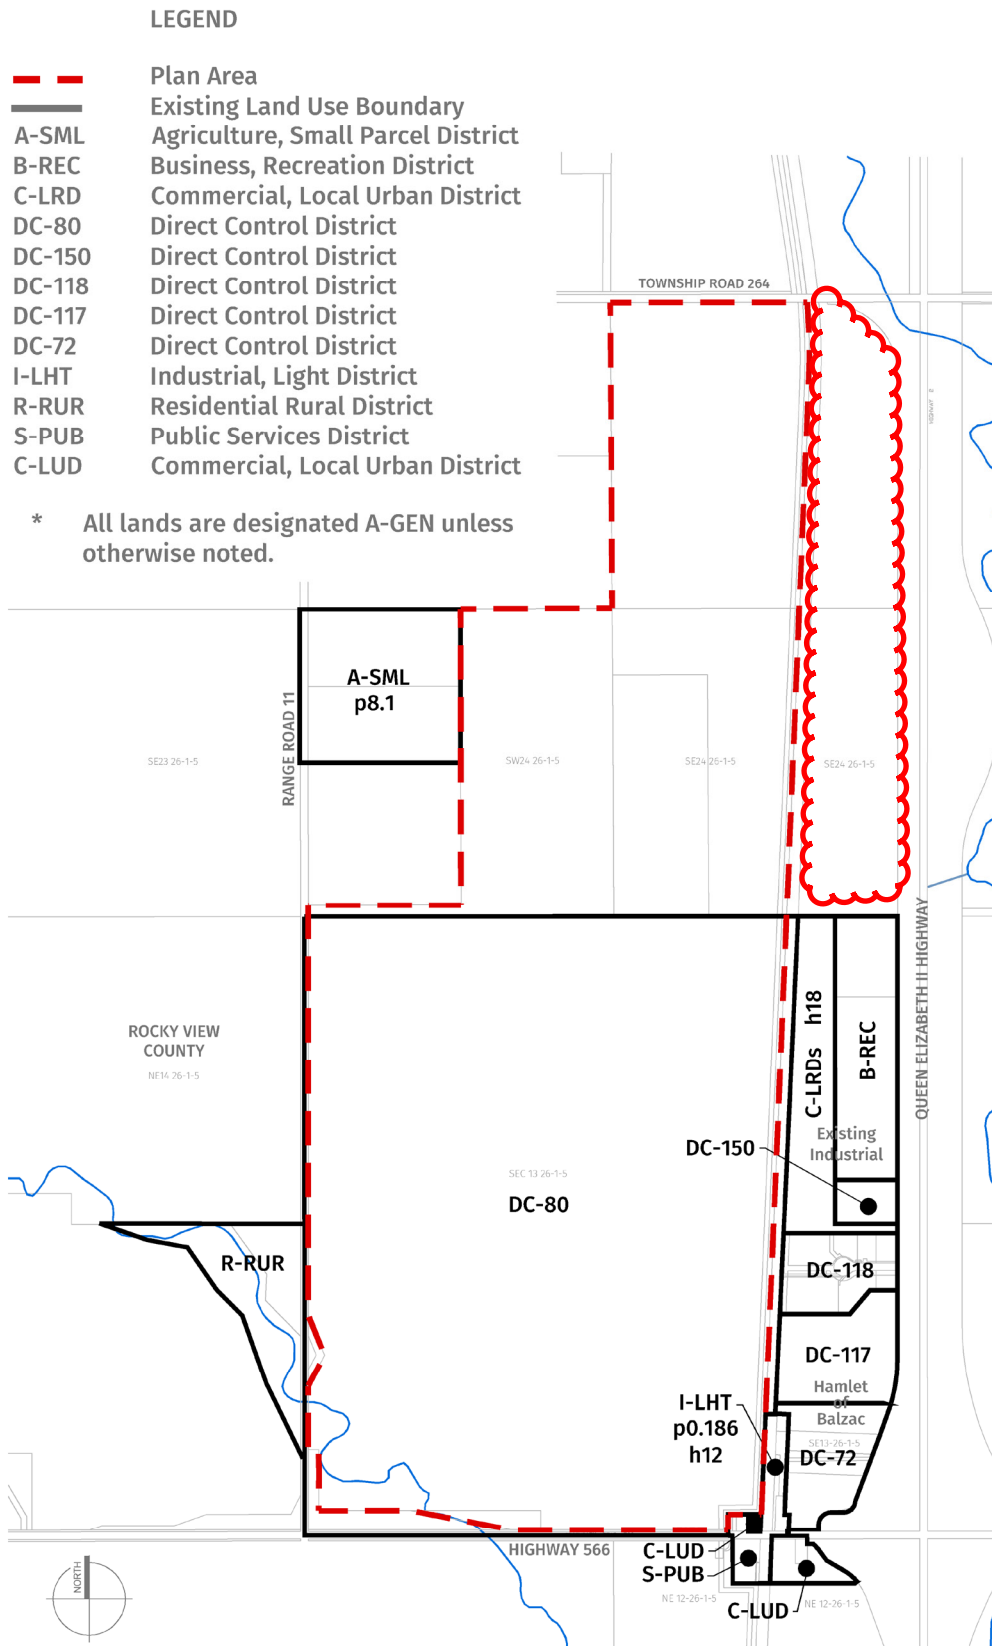 LEGEND
Plan Area
Existing Land Use Boundary
A-SML Agriculture, Small Parcel District
B-REC Business, Recreation District
C-LRD Commercial, Local Urban District
DC-80 Direct Control District
DC-150 Direct Control District
DC-118 Direct Control District
DC-117 Direct Control District
DC-72 Direct Control District
I-LHT Industrial, Light District
R-RUR Residential Rural District
S-PUB Public Services District
C-LUD Commercial, Local Urban District
* All lands are designated A-GEN unless
otherwise noted.
TOWNSHIP ROAD 264
HIGHWAY 2
A-SML
p8.1
RANGE ROAD 11
SE23 26-1-5
SW24 26-1-5
SE24 26-1-5
SE24 26-1-5
QUEEN ELIZABETH II HIGHWAY
ROCKY VIEW
COUNTY
NE14 26-1-5
C-LRDs h18
B-REC
Existing
Industrial
DC-150
SEC 13 26-1-5
DC-80
R-RUR
DC-118
DC-117
Hamlet
of
Balzac
I-LHT
p0.186
h12
SE13-26-1-5
DC-72
HIGHWAY 566
C-LUD
S-PUB
NE 12-26-1-5
C-LUD
NE 12-26-1-5
NORTH